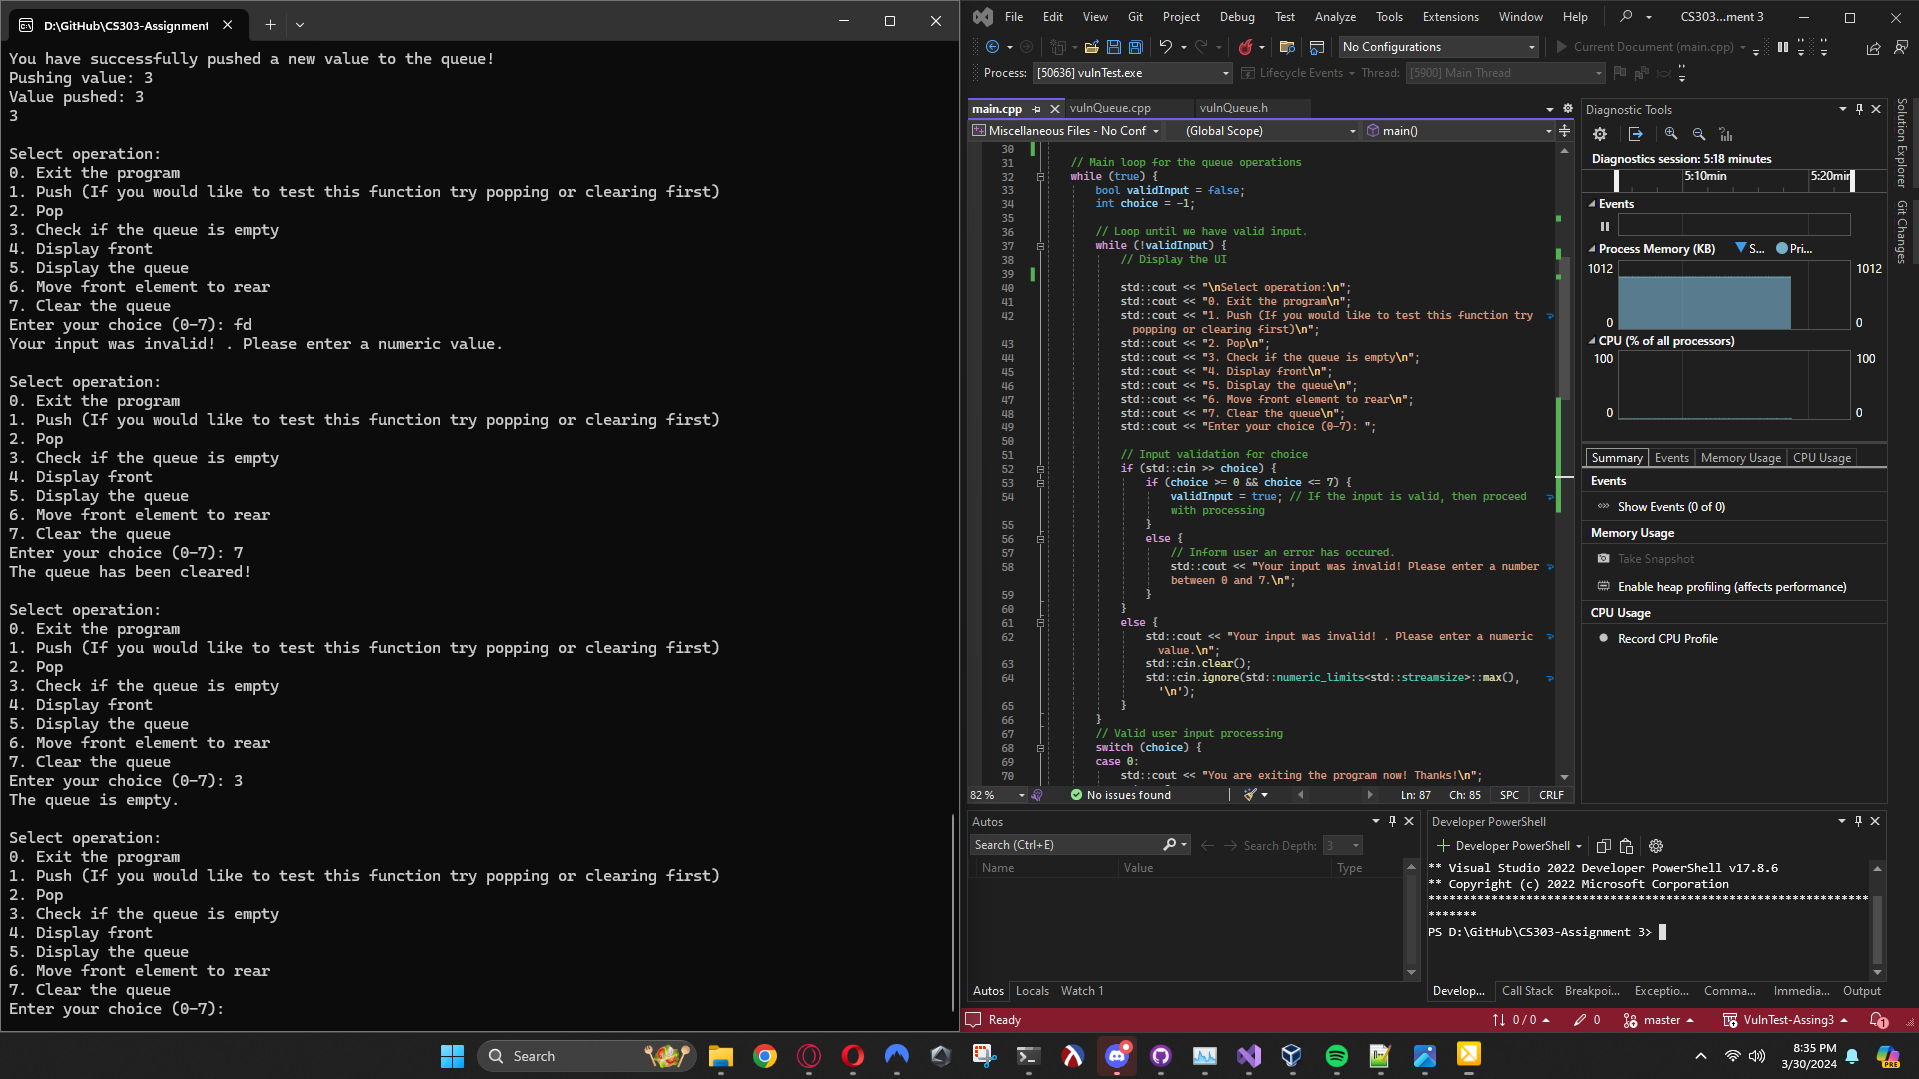 D:\GitHub\CS303-Assignment
You have successfully pushed a new value to the queue!
Pushing value: 3
Value pushed: 3
3
Select operation:
0. Exit the program
1. Push (If you would like to test this function try popping or clearing first)
2. Pop
3. Check if the queue is empty
4. Display front
5. Display the queue
6. Move front element to rear
7. Clear the queue
Enter your choice (0-7): fd
Your input was invalid! . Please enter a numeric value.
Select operation:
0. Exit the program
1. Push (If you would like to test this function try popping or clearing first)
2. Pop
3. Check if the queue is empty
4. Display front
5. Display the queue
6. Move front element to rear
7. Clear the queue
Enter your choice (0-7): 7
The queue has been cleared!
Select operation:
0. Exit the program
1. Push (If you would like to test this function try popping or clearing first)
2. Pop
3. Check if the queue is empty
4. Display front
5. Display the queue
6. Move front element to rear
7. Clear the queue
Enter your choice (0-7): 3
The queue is empty.
Select operation:
0. Exit the program
1. Push (If you would like to test this function try popping or clearing first)
2. Pop
3. Check if the queue is empty
4. Display front
5. Display the queue
6. Move front element to rear
7. Clear the queue
Enter your choice (0-7):
File Edit View Git Project Debug Test Analyze Tools Extensions Window Help CS303...ment 3
No Configurations Current Document (main.cpp)
Process: [50636] vulnTest.exe Lifecycle Events Thread: [5900] Main Thread
main.cpp vulnQueue.cpp vulnQueue.h
Miscellaneous Files - No Conf (Global Scope) main()
30
31 // Main loop for the queue operations
32 while (true) {
33 bool validInput = false;
34 int choice = -1;
35
36 // Loop until we have valid input.
37 while (!validInput) {
38 // Display the UI
39
40 std::cout << "\nSelect operation:\n";
41 std::cout << "0. Exit the program\n";
42 std::cout << "1. Push (If you would like to test this function try
popping or clearing first)\n";
43 std::cout << "2. Pop\n";
44 std::cout << "3. Check if the queue is empty\n";
45 std::cout << "4. Display front\n";
46 std::cout << "5. Display the queue\n";
47 std::cout << "6. Move front element to rear\n";
48 std::cout << "7. Clear the queue\n";
49 std::cout << "Enter your choice (0-7): ";
50
51 // Input validation for choice
52 if (std::cin >> choice) {
53 if (choice >= 0 && choice <= 7) {
54 validInput = true; // If the input is valid, then proceed
with processing
55 }
56 else {
57 // Inform user an error has occured.
58 std::cout << "Your input was invalid! Please enter a number
between 0 and 7.\n";
59 }
60 }
61 else {
62 std::cout << "Your input was invalid! . Please enter a numeric
value.\n";
63 std::cin.clear();
64 std::cin.ignore(std::numeric_limits<std::streamsize>::max(),
'\n');
65 }
66 }
67 // Valid user input processing
68 switch (choice) {
69 case 0:
70 std::cout << "You are exiting the program now! Thanks!\n";
82 % No issues found Ln: 87 Ch: 85 SPC CRLF
Diagnostic Tools
Diagnostics session: 5:18 minutes
5:10min 5:20min
Events
Process Memory (KB) S... Pri...
1012 1012
0 0
CPU (% of all processors)
100 100
0 0
Summary Events Memory Usage CPU Usage
Events
Show Events (0 of 0)
Memory Usage
Take Snapshot
Enable heap profiling (affects performance)
CPU Usage
Record CPU Profile
Solution Explorer
Git Changes
Autos
Search (Ctrl+E) Search Depth: 3
Name Value Type
Autos Locals Watch 1
Developer PowerShell
Developer PowerShell
** Visual Studio 2022 Developer PowerShell v17.8.6
** Copyright (c) 2022 Microsoft Corporation
**************************************************************
*******
PS D:\GitHub\CS303-Assignment 3>
Develop... Call Stack Breakpoi... Exceptio... Comma... Immedia... Output
Ready 0 / 0 0 master VulnTest-Assing3 1
Search
8:35 PM
3/30/2024
PRE